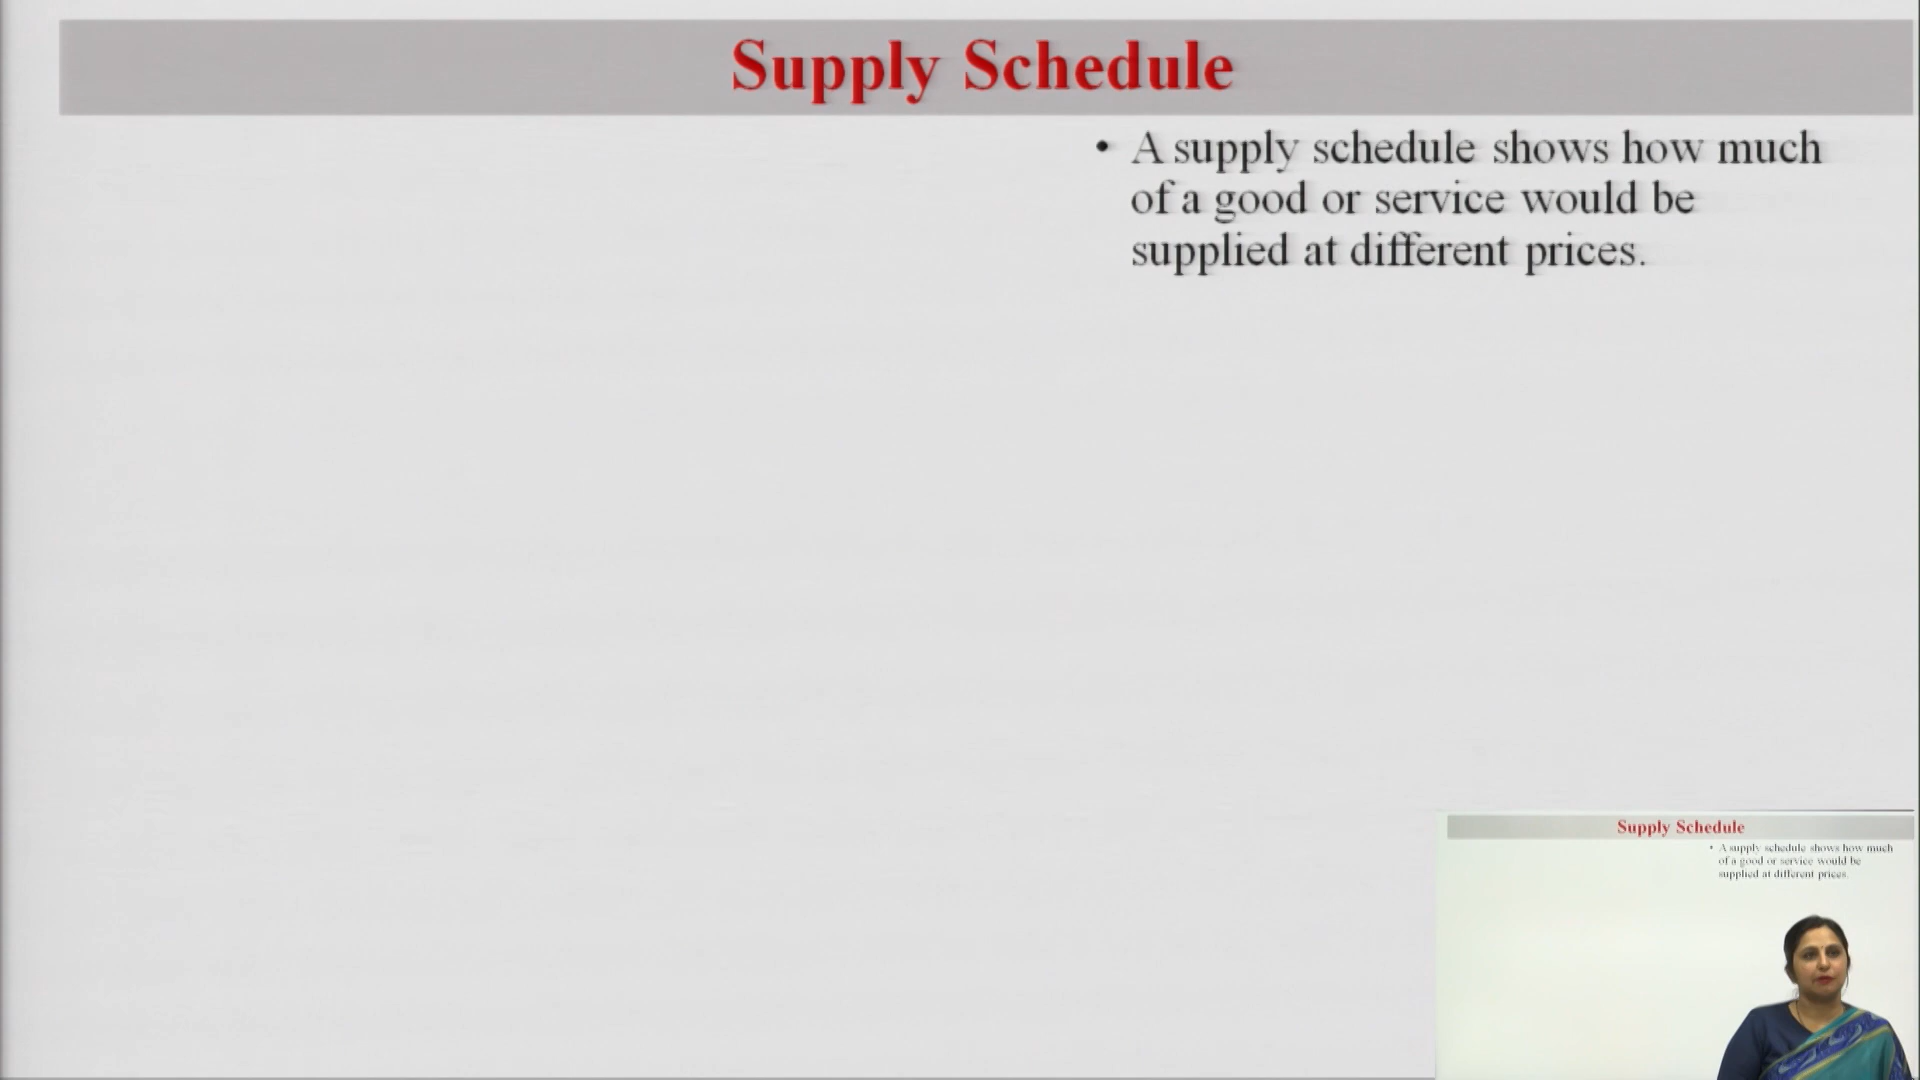 Supply Schedule
• A supply schedule shows how much
of a good or service would be
supplied at different prices.
Supply Schedule
• A supply schedule shows how much
of a good or service would be
supplied at different prices.